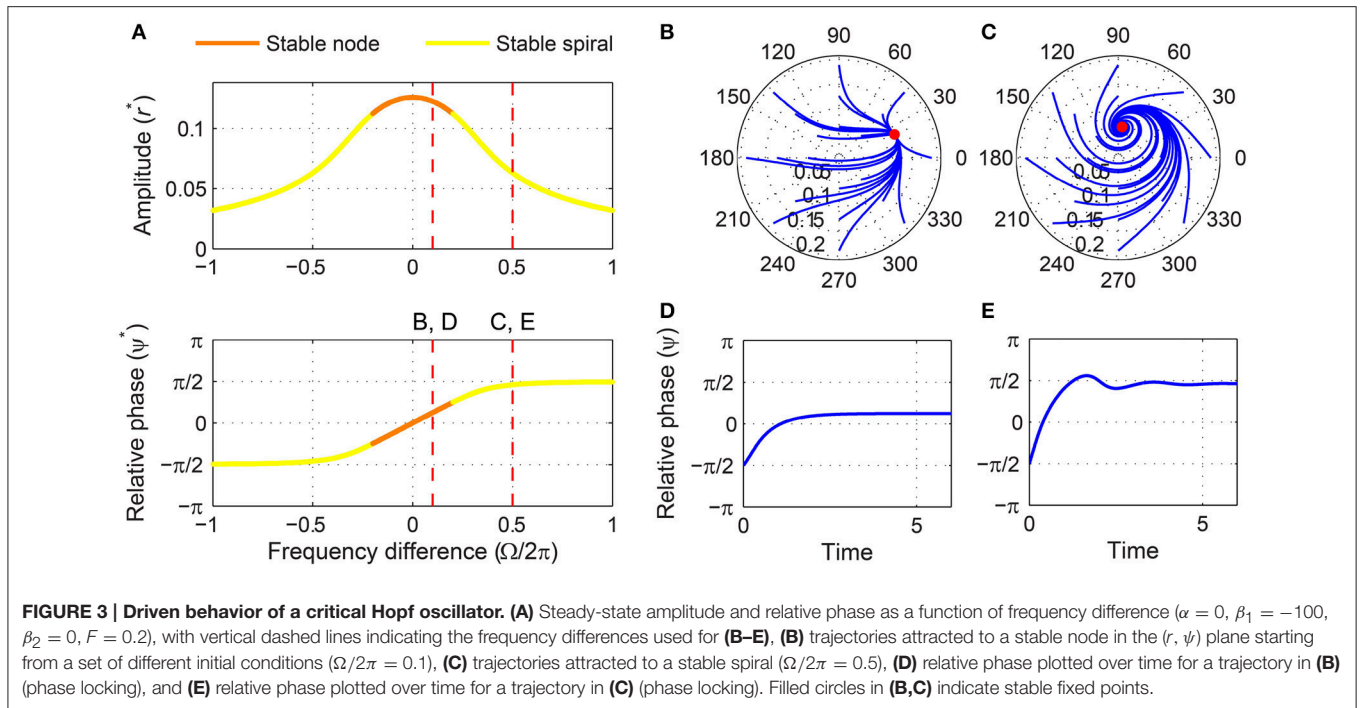 A
Stable node
Stable spiral
Amplitude (r*)
0.1
0.05
0
−1
−0.5
0
0.5
1
B, D
C, E
Relative phase (ψ*)
π
π/2
0
−π/2
−π
−1
−0.5
0
0.5
1
Frequency difference (Ω/2π)
B
90
60
30
0
330
300
270
240
210
180
150
120
0.05
0.1
0.15
0.2
C
90
60
30
0
330
300
270
240
210
180
150
120
0.05
0.1
0.15
0.2
D
Relative phase (ψ)
π
π/2
0
−π/2
−π
0
5
Time
E
π
π/2
0
−π/2
−π
0
5
Time
FIGURE 3 | Driven behavior of a critical Hopf oscillator. (A) Steady-state amplitude and relative phase as a function of frequency difference (α = 0, β1 = −100,
β2 = 0, F = 0.2), with vertical dashed lines indicating the frequency differences used for (B–E), (B) trajectories attracted to a stable node in the (r, ψ) plane starting
from a set of different initial conditions (Ω/2π = 0.1), (C) trajectories attracted to a stable spiral (Ω/2π = 0.5), (D) relative phase plotted over time for a trajectory in (B)
(phase locking), and (E) relative phase plotted over time for a trajectory in (C) (phase locking). Filled circles in (B,C) indicate stable fixed points.